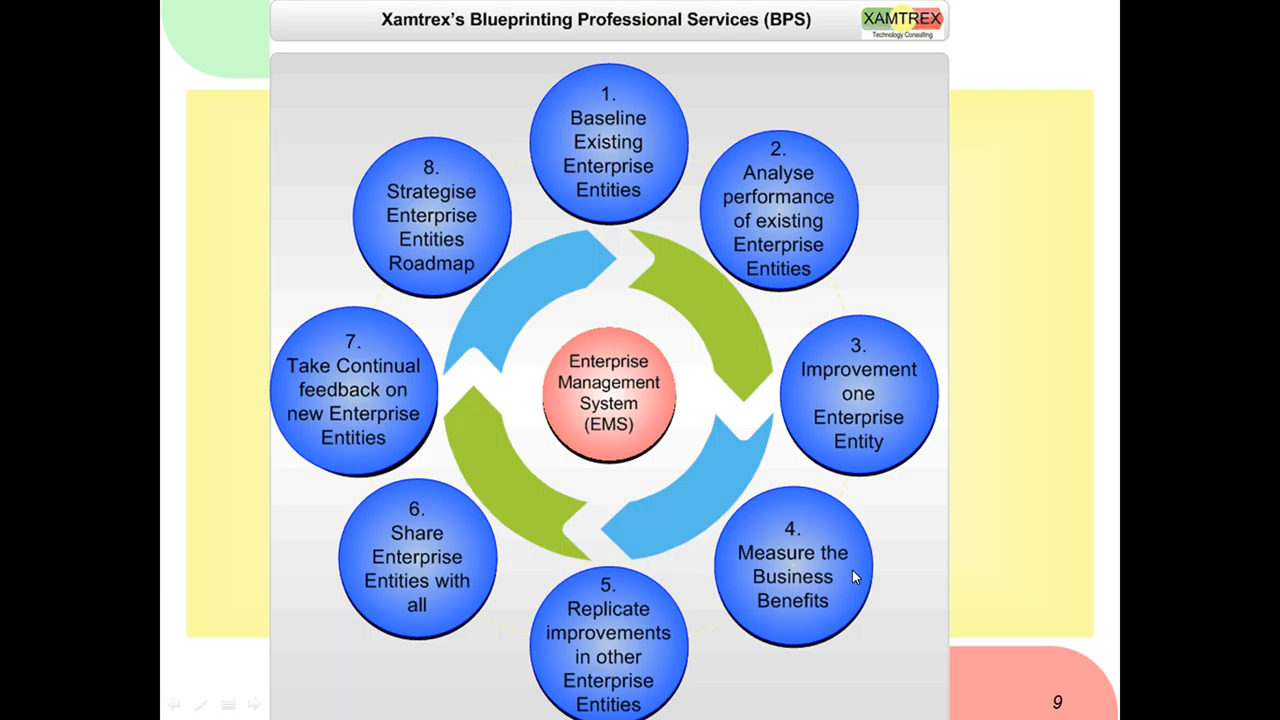 Xamtrex’s Blueprinting Professional Services (BPS)
XAMTREX
Technology Consulting
1.
Baseline
Existing
Enterprise
Entities
2.
Analyse
performance
of existing
Enterprise
Entities
3.
Improvement
one
Enterprise
Entity
4.
Measure the
Business
Benefits
5.
Replicate
improvements
in other
Enterprise
Entities
6.
Share
Enterprise
Entities with
all
7.
Take Continual
feedback on
new Enterprise
Entities
8.
Strategise
Enterprise
Entities
Roadmap
Enterprise
Management
System
(EMS)
9